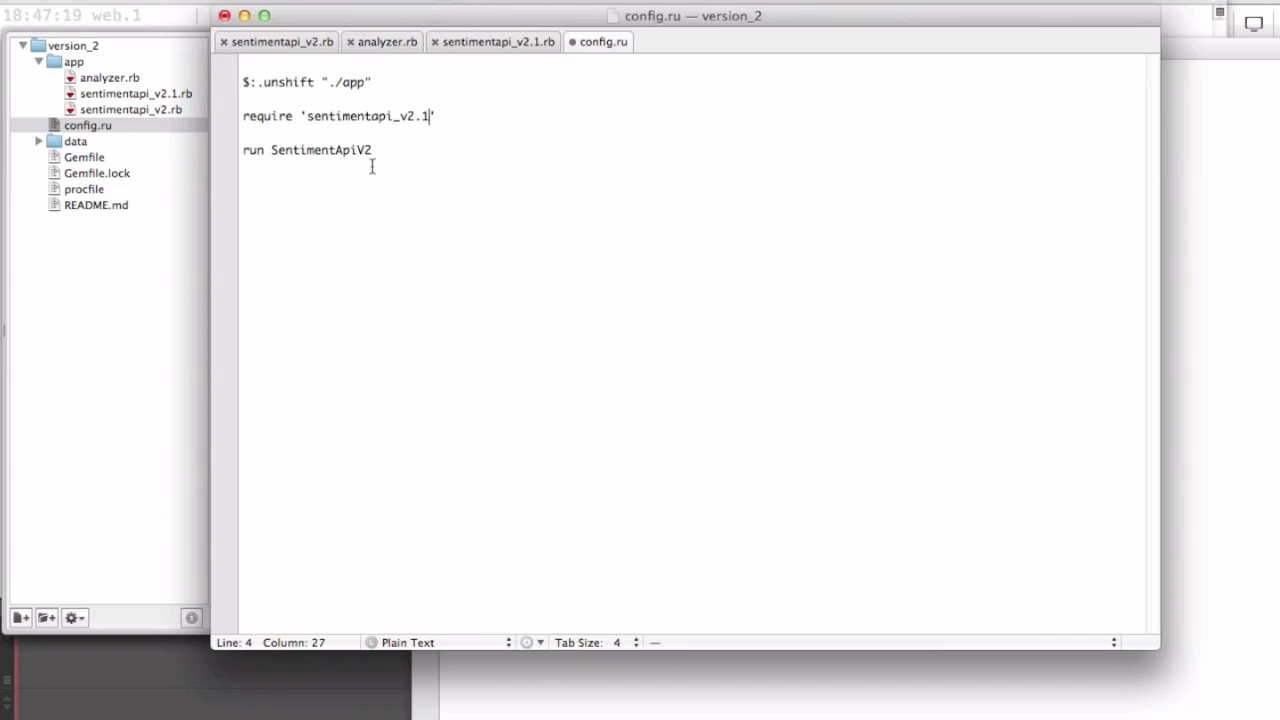 18:47:19 web.1
config.ru — version_2
version_2
app
analyzer.rb
sentimentapi_v2.1.rb
sentimentapi_v2.rb
config.ru
data
Gemfile
Gemfile.lock
procfile
README.md
sentimentapi_v2.rb analyzer.rb sentimentapi_v2.1.rb config.ru
$:.unshift "./app"
require 'sentimentapi_v2.1'
run SentimentApiV2
Line: 4 Column: 27 Plain Text Tab Size: 4 —